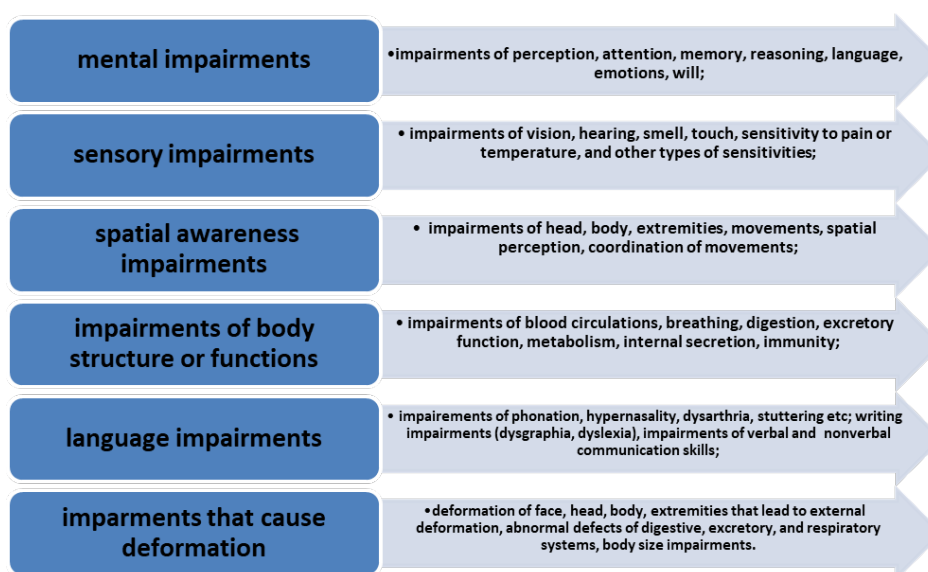 mental impairments
•impairments of perception, attention, memory, reasoning, language,
emotions, will;
sensory impairments
• impairments of vision, hearing, smell, touch, sensitivity to pain or
temperature, and other types of sensitivities;
spatial awareness
impairments
• impairments of head, body, extremities, movements, spatial
perception, coordination of movements;
impairments of body
structure or functions
• impairments of blood circulations, breathing, digestion, excretory
function, metabolism, internal secretion, immunity;
language impairments
• impairements of phonation, hypernasality, dysarthria, stuttering etc; writing
impairments (dysgraphia, dyslexia), impairments of verbal and nonverbal
communication skills;
imparments that cause
deformation
•deformation of face, head, body, extremities that lead to external
deformation, abnormal defects of digestive, excretory, and respiratory
systems, body size impairments.